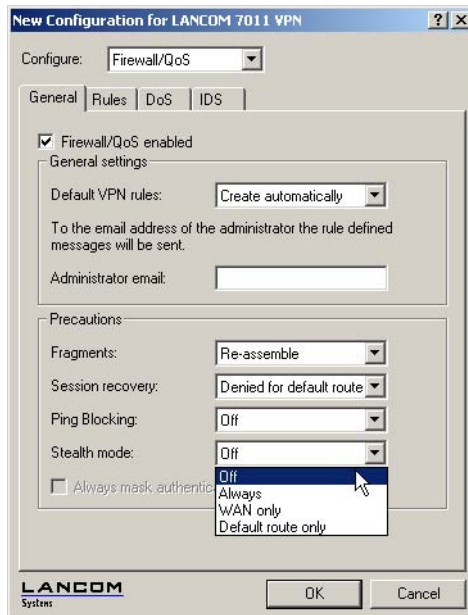 New Configuration for LANCOM 7011 VPN
Configure: Firewall/QoS
General Rules DoS IDS
Firewall/QoS enabled
General settings
Default VPN rules: Create automatically
To the email address of the administrator the rule defined
messages will be sent.
Administrator email:
Precautions
Fragments: Re-assemble
Session recovery: Denied for default route
Ping Blocking: Off
Stealth mode: Off
Off
Always mask authentic
Always
WAN only
Default route only
LANCOM
Systems
OK Cancel